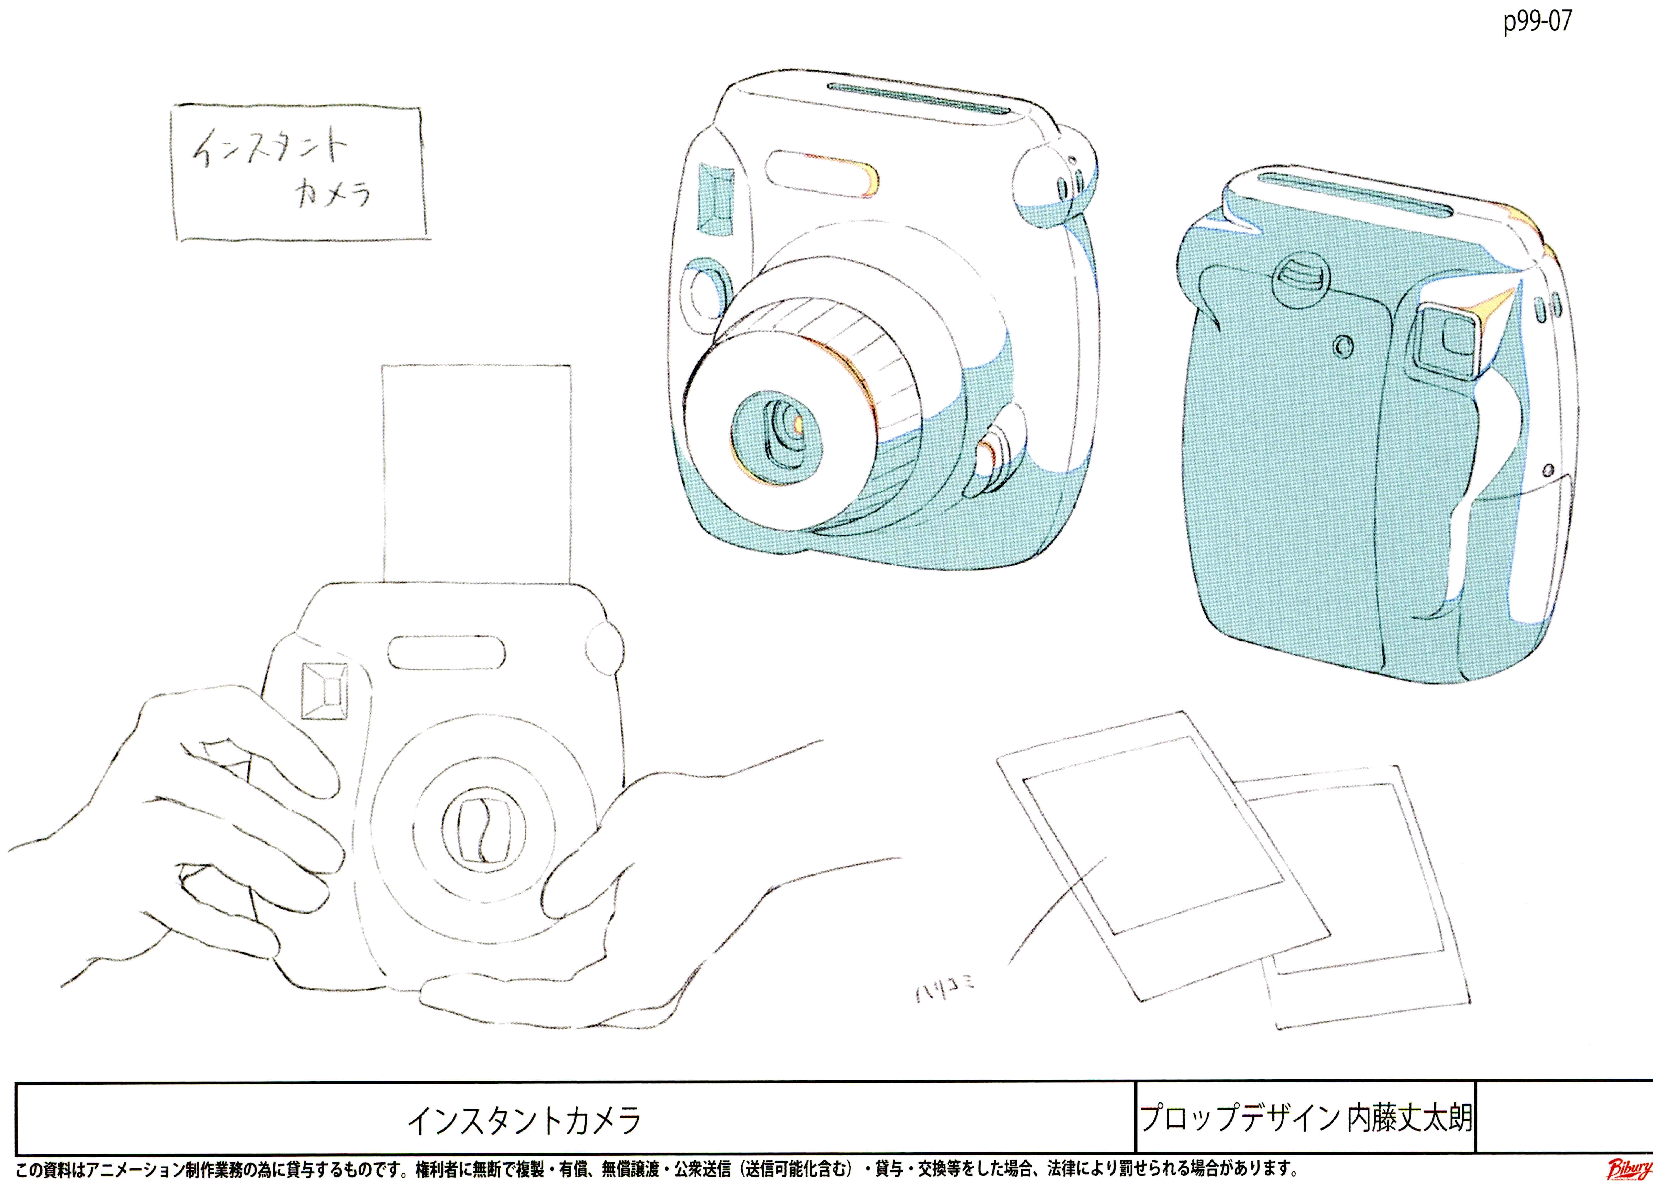 p99-07
インスタント
カメラ
ハリコミ
インスタントカメラ
プロップデザイン 内藤丈太朗
この資料はアニメーション制作業務の為に貸与するものです。権利者に無断で複製・有償、無償譲渡・公衆送信（送信可能化含む）・貸与・交換等をした場合、法律により罰せられる場合があります。
Bibury